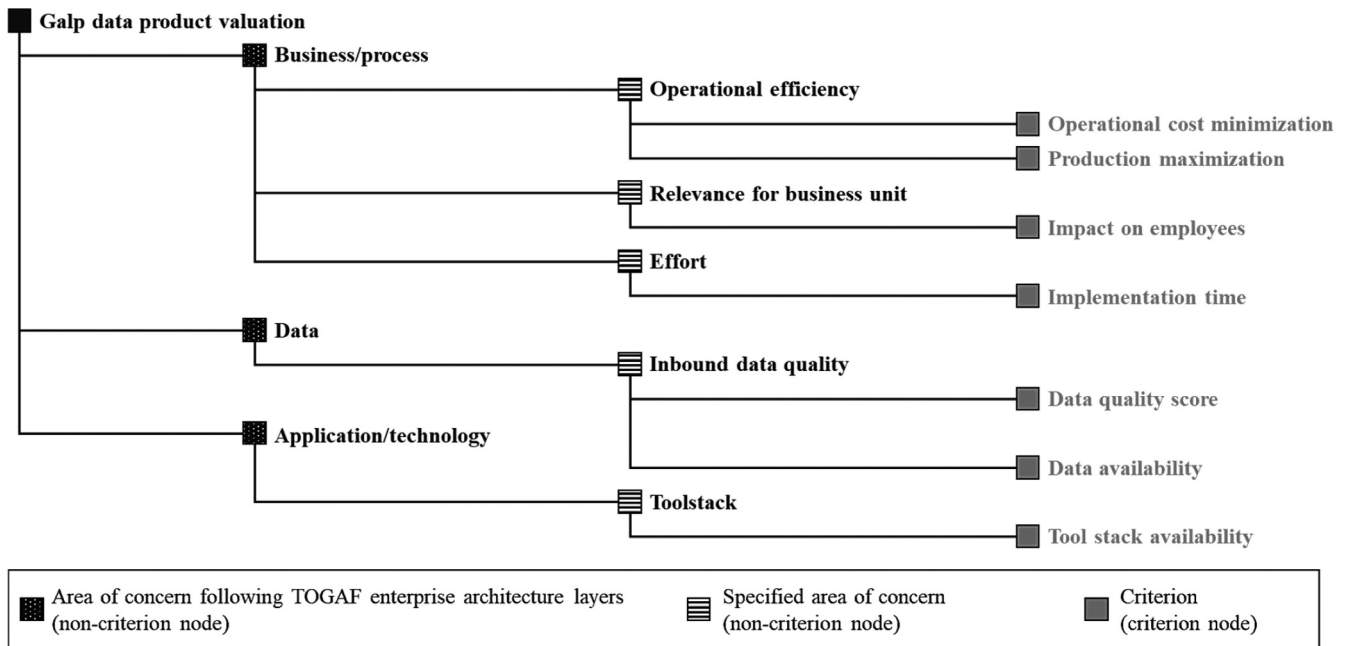 Galp data product valuation
Business/process
Operational efficiency
Operational cost minimization
Production maximization
Relevance for business unit
Impact on employees
Effort
Implementation time
Data
Inbound data quality
Data quality score
Application/technology
Data availability
Toolstack
Tool stack availability
Area of concern following TOGAF enterprise architecture layers
(non-criterion node)
Specified area of concern
(non-criterion node)
Criterion
(criterion node)